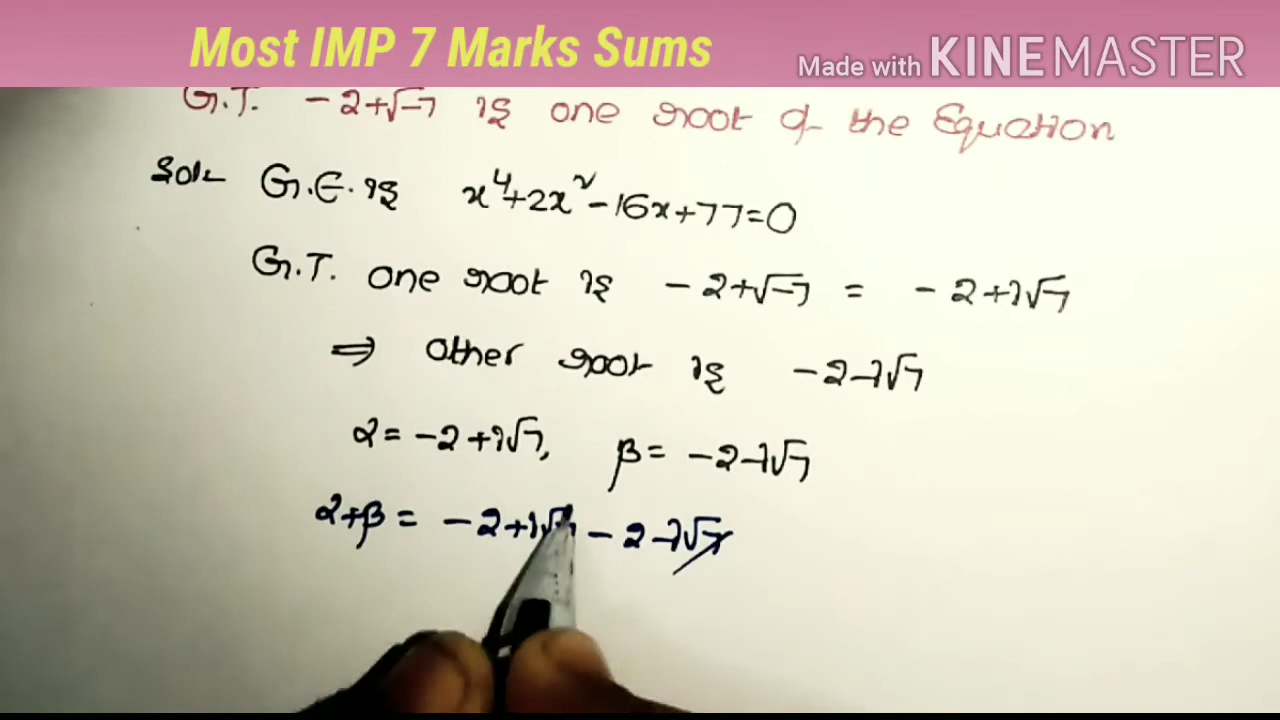 Most IMP 7 Marks Sums
Made with KINEMASTER
G.T. -2+√-7 is one root of the Equation
Sol:- G.E. is x⁴+2x²-16x+77=0
G.T. one root is -2+√-7 = -2+i√7
⇒ other root is -2-i√7
α = -2+i√7, β = -2-i√7
α+β = -2+i√7 -2-i√7